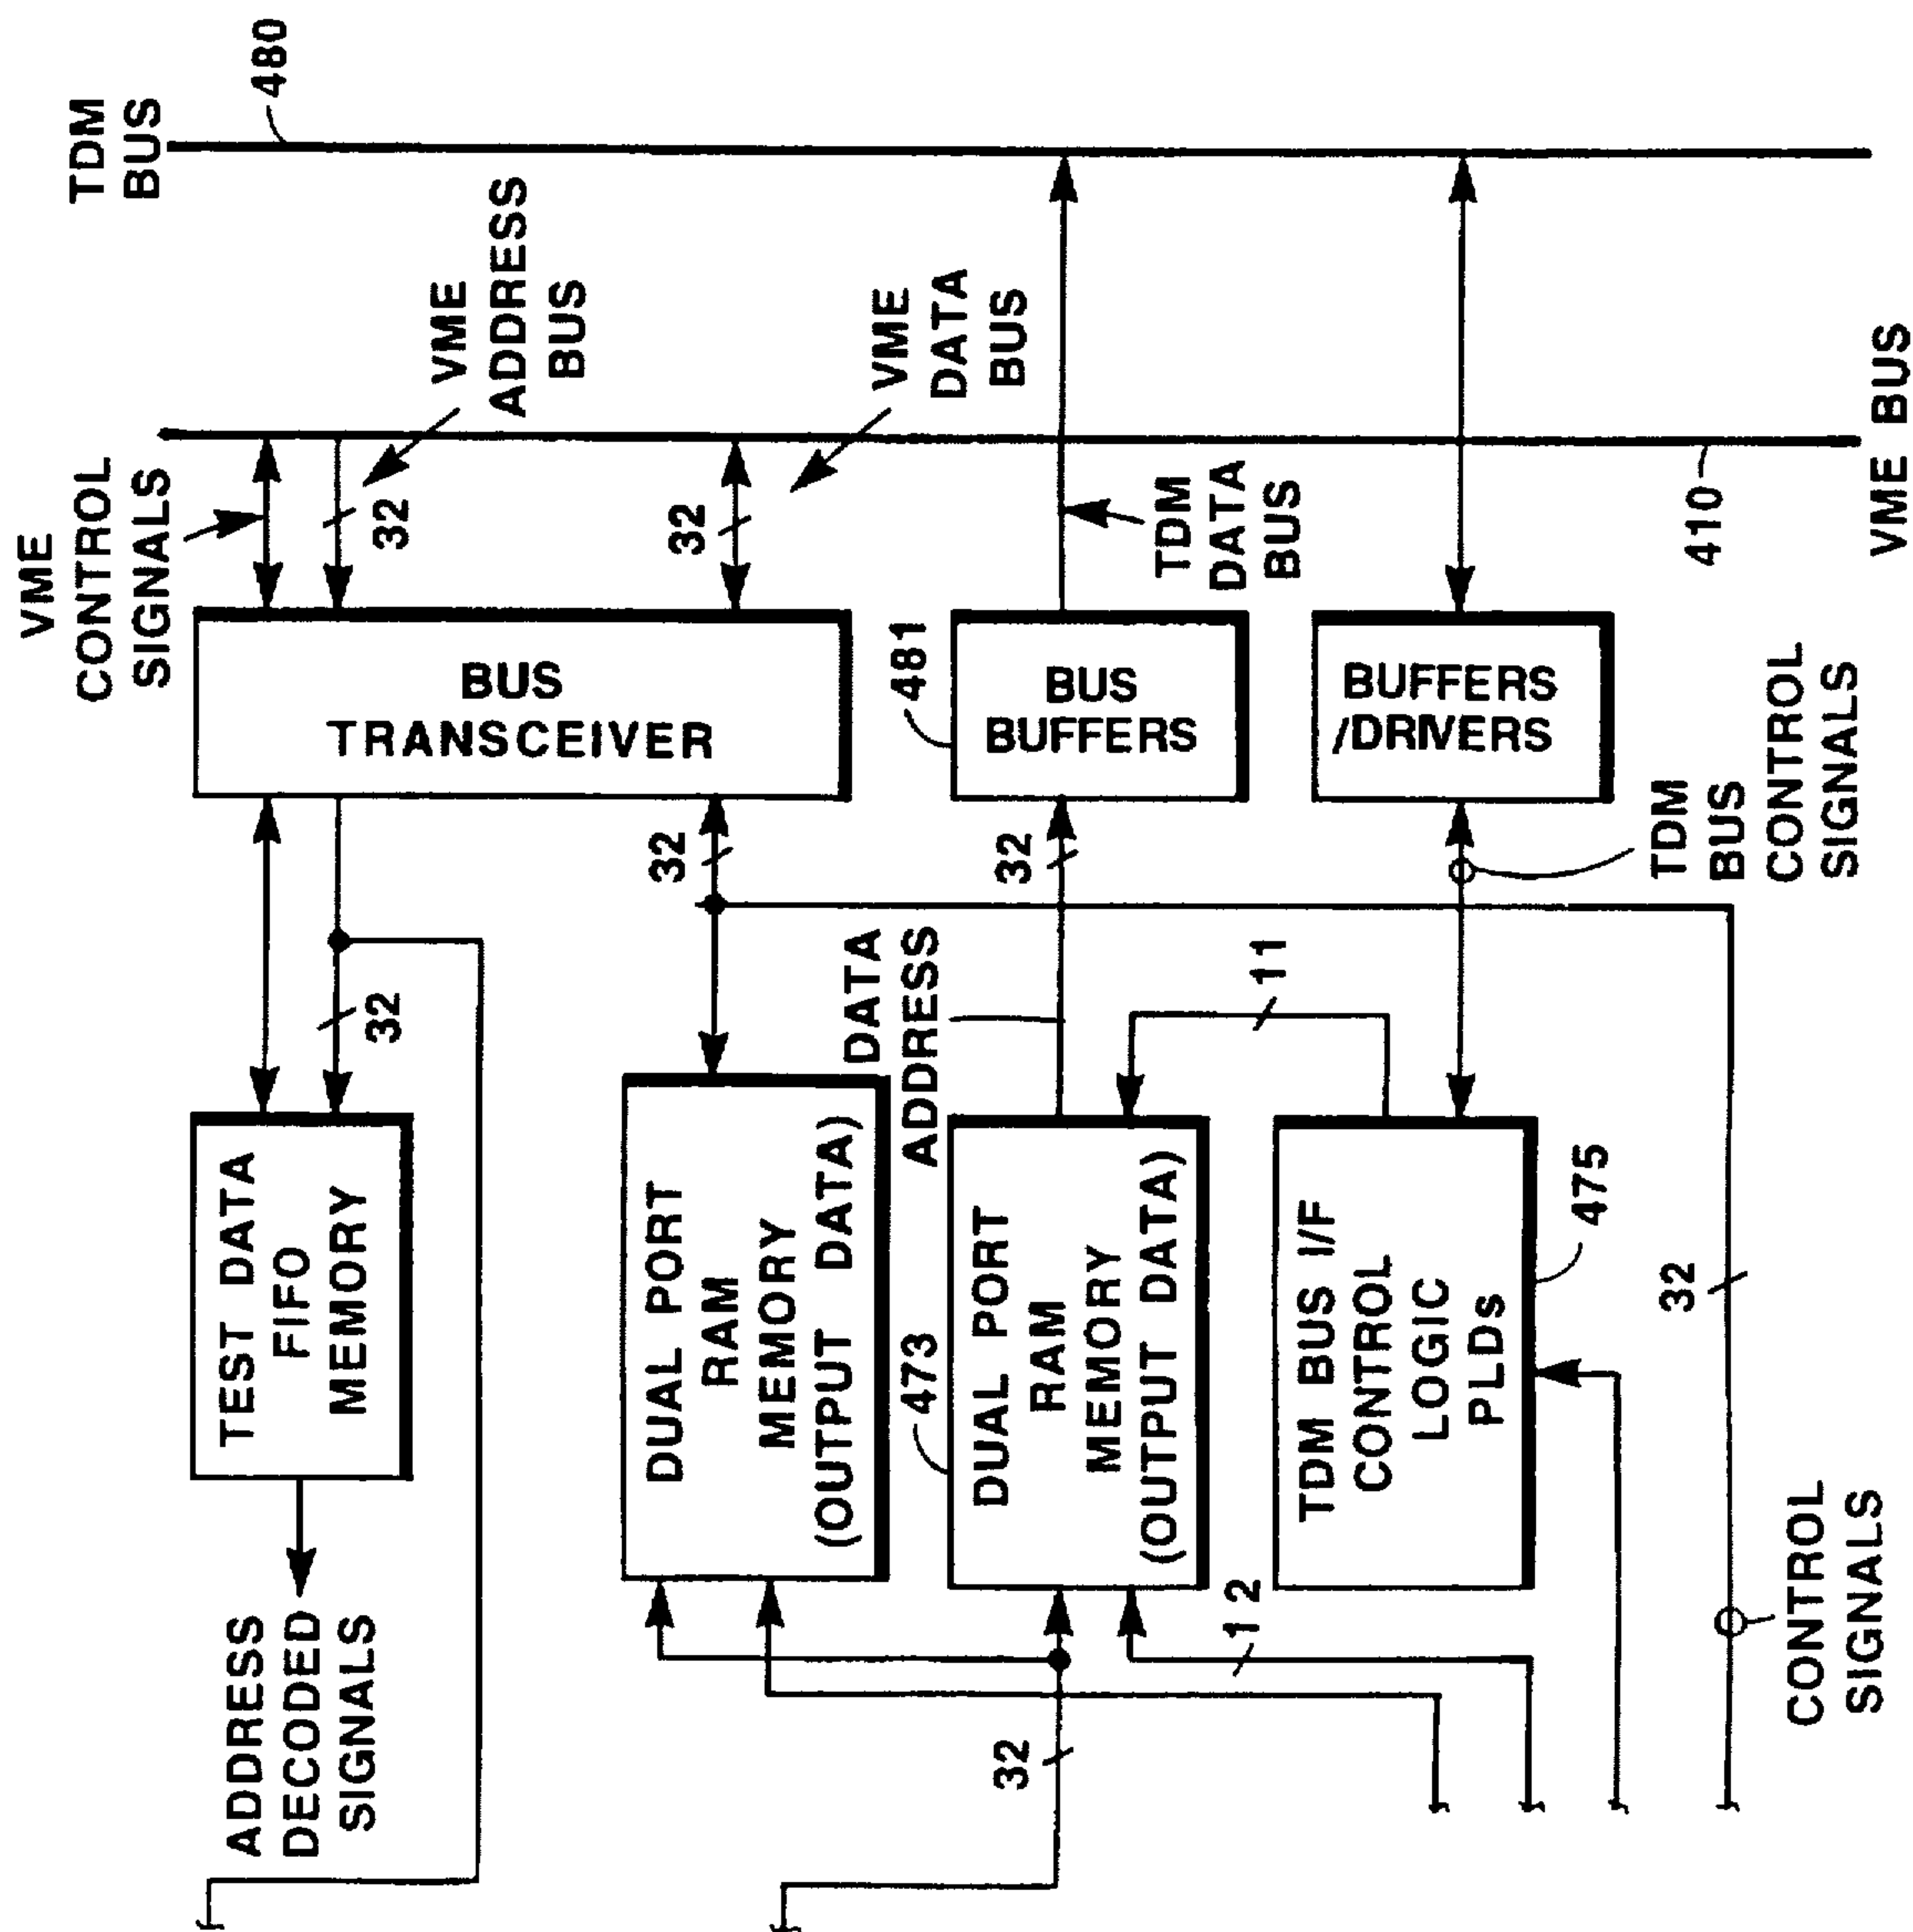 TDM
BUS
480
VME
CONTROL
SIGNALS
VME
ADDRESS
BUS
32
VME
DATA
BUS
32
TDM
DATA
BUS
410
VME BUS
BUS
TRANSCEIVER
481
BUS
BUFFERS
BUFFERS
/DRIVERS
TDM
BUS
CONTROL
SIGNALS
32
32
32
DATA
ADDRESS
11
TEST DATA
FIFO
MEMORY
DUAL PORT
RAM
MEMORY
(OUTPUT DATA)
473
DUAL PORT
RAM
MEMORY
(OUTPUT DATA)
TDM BUS I/F
CONTROL
LOGIC
PLDs
475
32
ADDRESS
DECODED
SIGNALS
12
32
CONTROL
SIGNALS